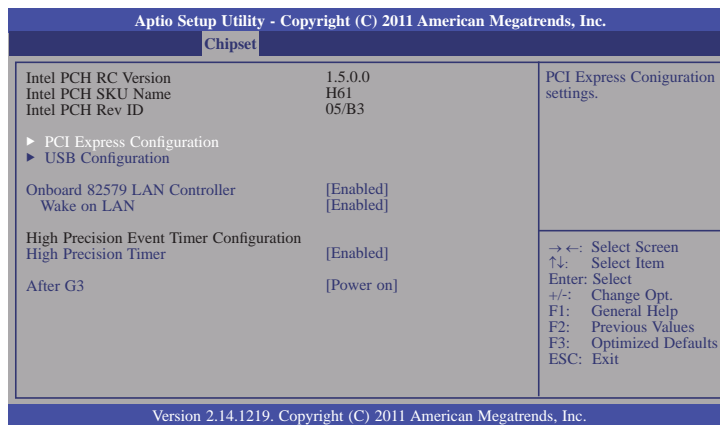 Aptio Setup Utility - Copyright (C) 2011 American Megatrends, Inc.
Chipset
Intel PCH RC Version 1.5.0.0
Intel PCH SKU Name H61
Intel PCH Rev ID 05/B3
▶ PCI Express Configuration
▶ USB Configuration
Onboard 82579 LAN Controller [Enabled]
Wake on LAN [Enabled]
High Precision Event Timer Configuration
High Precision Timer [Enabled]
After G3 [Power on]
PCI Express Coniguration
settings.
→←: Select Screen
↑↓: Select Item
Enter: Select
+/-: Change Opt.
F1: General Help
F2: Previous Values
F3: Optimized Defaults
ESC: Exit
Version 2.14.1219. Copyright (C) 2011 American Megatrends, Inc.